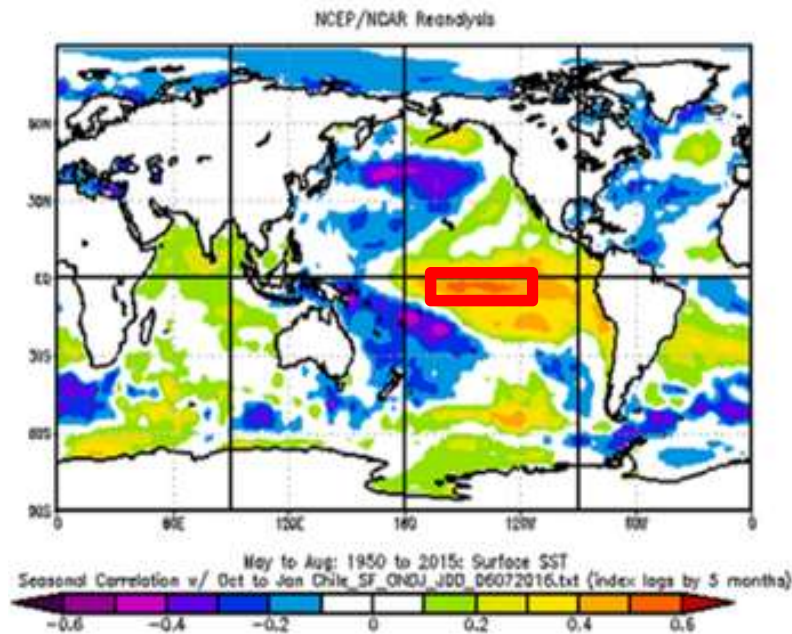 NCEP/NCAR Reanalysis
60N
30N
EQ
30S
60S
90S
0 60E 120E 180 120W 60W 0
May to Aug: 1950 to 2015: Surface SST
Seasonal Correlation w/ Oct to Jan Chile_SF_ONDJ_JDD_06072016.txt (index lags by 5 months)
-0.6 -0.4 -0.2 0 0.2 0.4 0.6